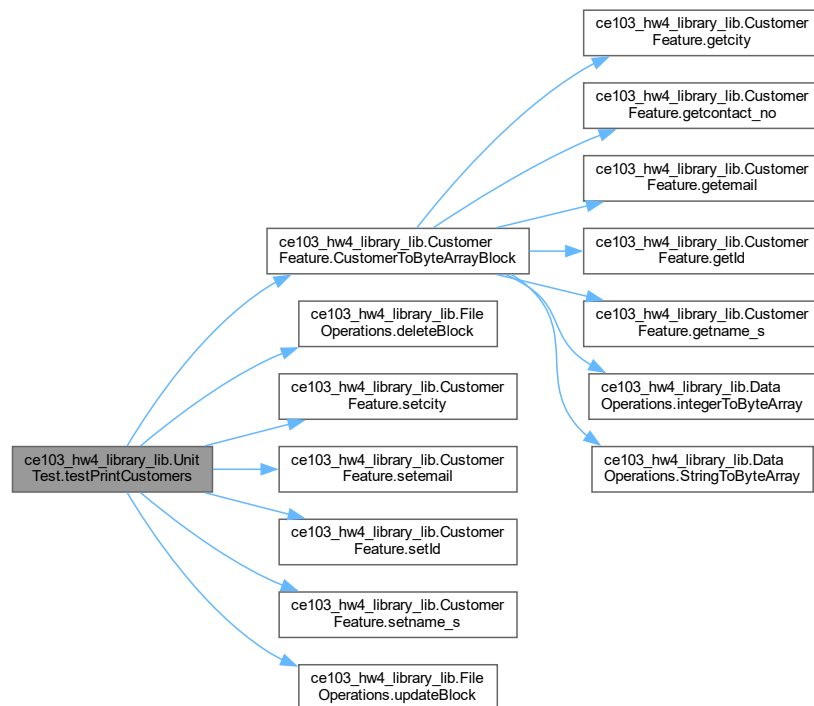 ce103_hw4_library_lib.Customer
Feature.getcity
ce103_hw4_library_lib.Customer
Feature.getcontact_no
ce103_hw4_library_lib.Customer
Feature.getemail
ce103_hw4_library_lib.Customer
Feature.CustomerToByteArrayBlock
ce103_hw4_library_lib.Customer
Feature.getId
ce103_hw4_library_lib.File
Operations.deleteBlock
ce103_hw4_library_lib.Customer
Feature.getname_s
ce103_hw4_library_lib.Customer
Feature.setcity
ce103_hw4_library_lib.Data
Operations.integerToByteArray
ce103_hw4_library_lib.Unit
Test.testPrintCustomers
ce103_hw4_library_lib.Customer
Feature.setemail
ce103_hw4_library_lib.Data
Operations.StringToByteArray
ce103_hw4_library_lib.Customer
Feature.setId
ce103_hw4_library_lib.Customer
Feature.setname_s
ce103_hw4_library_lib.File
Operations.updateBlock